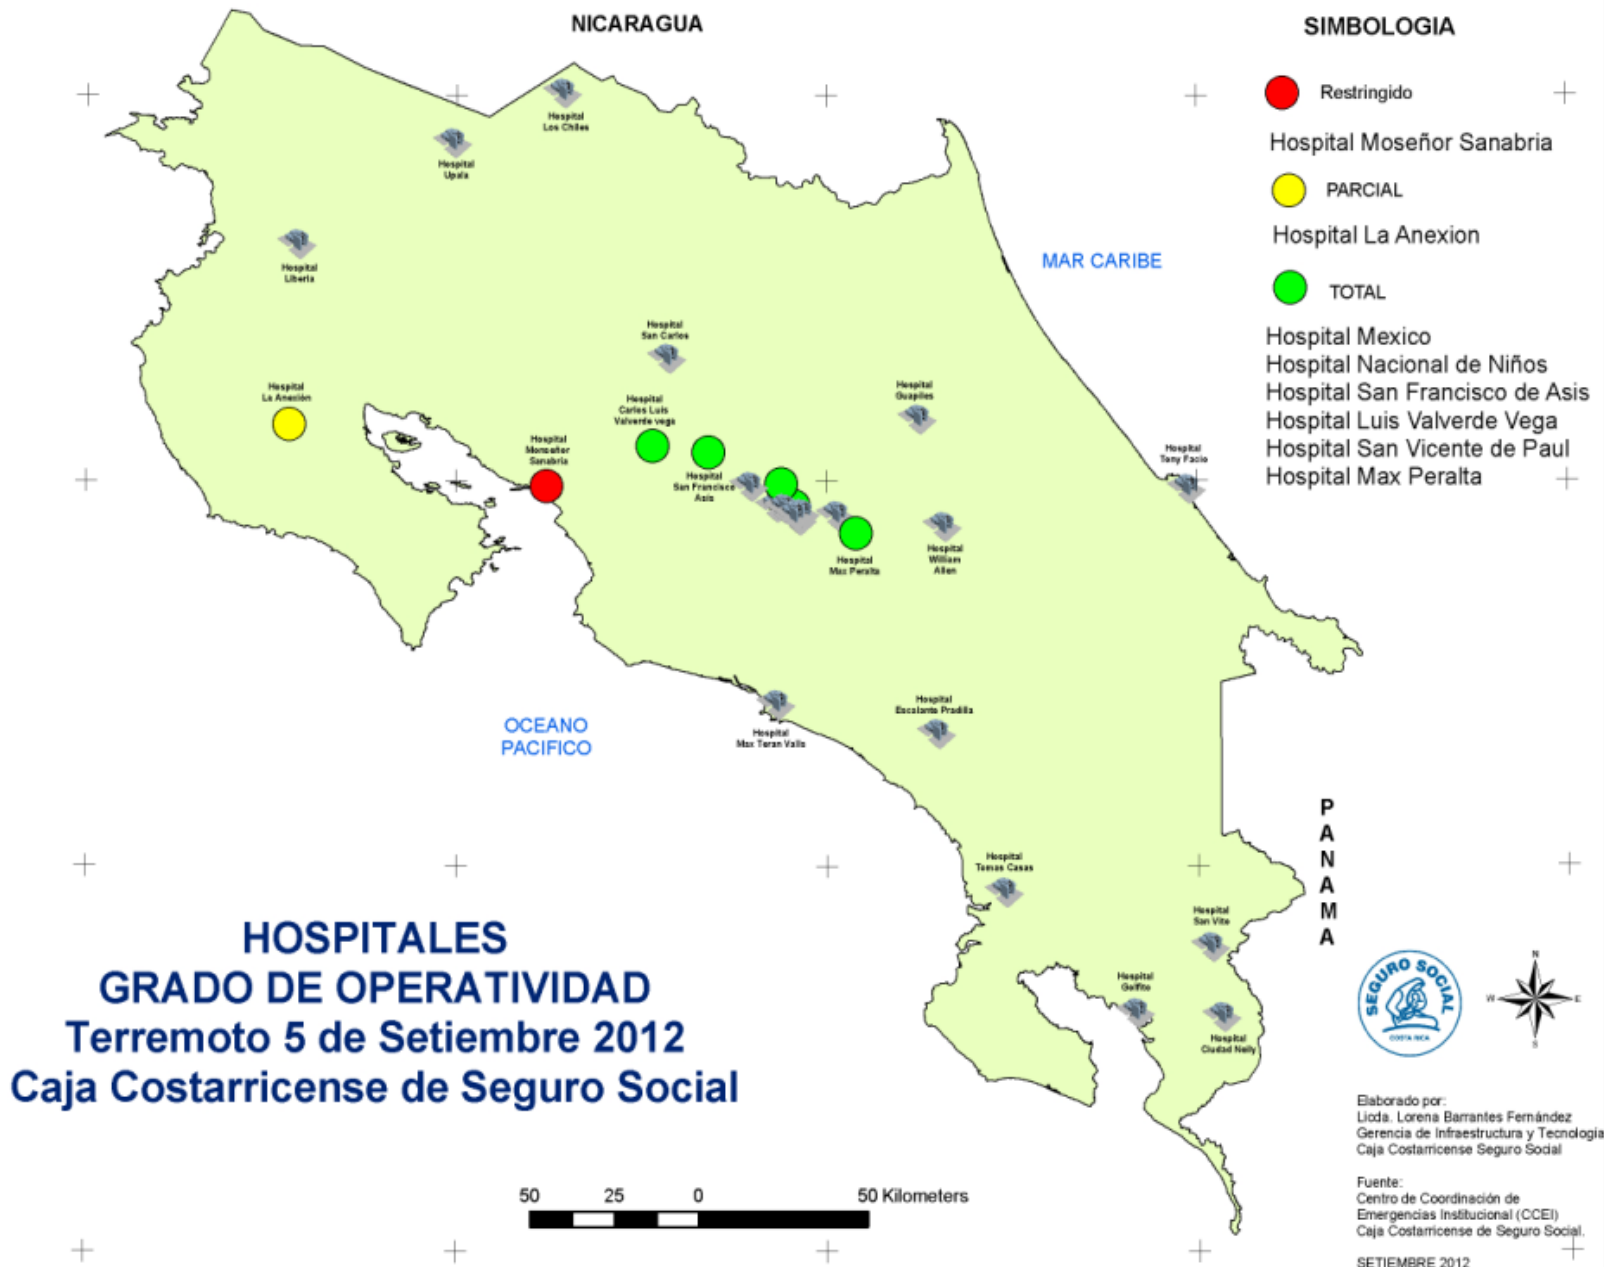 NICARAGUA
SIMBOLOGIA
Restringido
Hospital Moseñor Sanabria
PARCIAL
Hospital La Anexion
TOTAL
Hospital Mexico
Hospital Nacional de Niños
Hospital San Francisco de Asis
Hospital Luis Valverde Vega
Hospital San Vicente de Paul
Hospital Max Peralta
Hospital
Los Chiles
Hospital
Upala
Hospital
Liberia
MAR CARIBE
Hospital
San Carlos
Hospital
La Anexión
Hospital
Carlos Luis
Valverde vega
Hospital
Guapiles
Hospital
Monseñor
Sanabria
Hospital
San Francisco
Asis
Hospital
Tony Facio
Hospital
Max Peralta
Hospital
William
Allen
OCEANO
PACIFICO
Hospital
Max Teran Valls
Hospital
Escalante Pradilla
P
A
N
A
M
A
Hospital
Tomas Casas
Hospital
San Vito
Hospital
Golfito
Hospital
Ciudad Neily
HOSPITALES
GRADO DE OPERATIVIDAD
Terremoto 5 de Setiembre 2012
Caja Costarricense de Seguro Social
SEGURO SOCIAL
COSTA RICA
N
W
E
S
50 25 0 50 Kilometers
Elaborado por:
Licda. Lorena Barrantes Fernández
Gerencia de Infraestructura y Tecnologia
Caja Costarricense Seguro Social
Fuente:
Centro de Coordinación de
Emergencias Institucional (CCEI)
Caja Costarricense de Seguro Social.
SETIEMBRE 2012